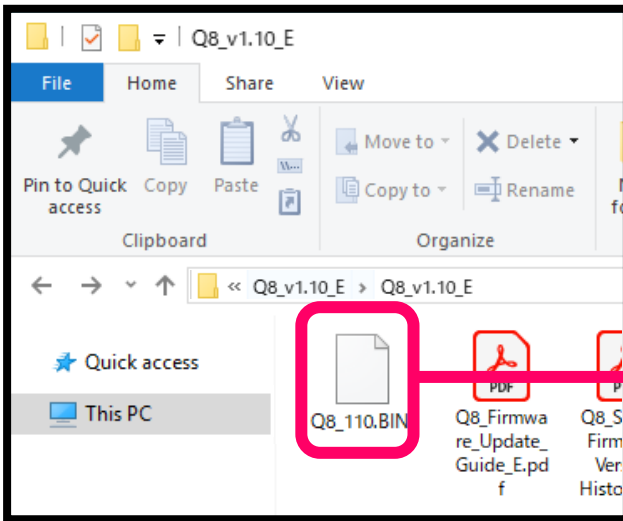 Q8_v1.10_E
File Home Share View
Pin to Quick access
Copy
Paste
Move to
Copy to
Delete
Rename
Clipboard
Organize
« Q8_v1.10_E > Q8_v1.10_E
Quick access
This PC
Q8_110.BIN
PDF
Q8_Firmwa
re_Update_
Guide_E.pd
f
Q8_S
Firm
Ver
Histo